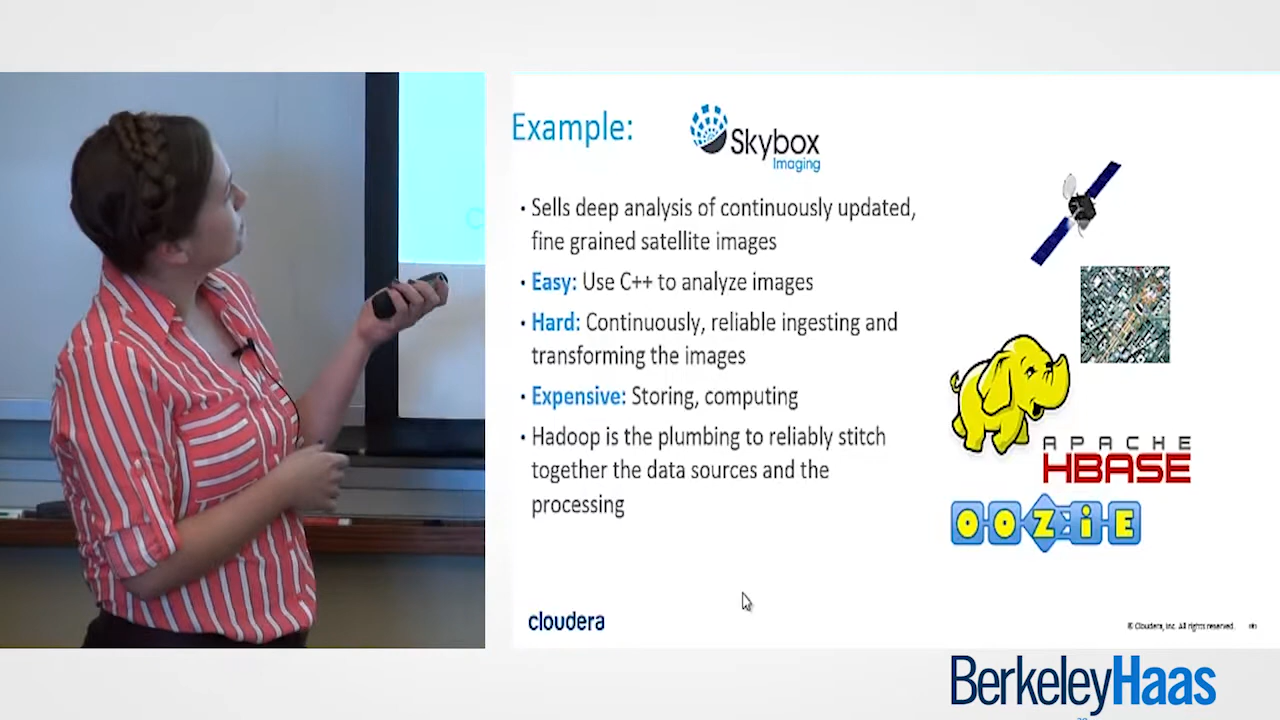 Example:
Skybox
Imaging
• Sells deep analysis of continuously updated,
fine grained satellite images
• Easy: Use C++ to analyze images
• Hard: Continuously, reliable ingesting and
transforming the images
• Expensive: Storing, computing
• Hadoop is the plumbing to reliably stitch
together the data sources and the
processing
APACHE
HBASE
OOZiE
cloudera
© Cloudera, Inc. All rights reserved.
BerkeleyHaas